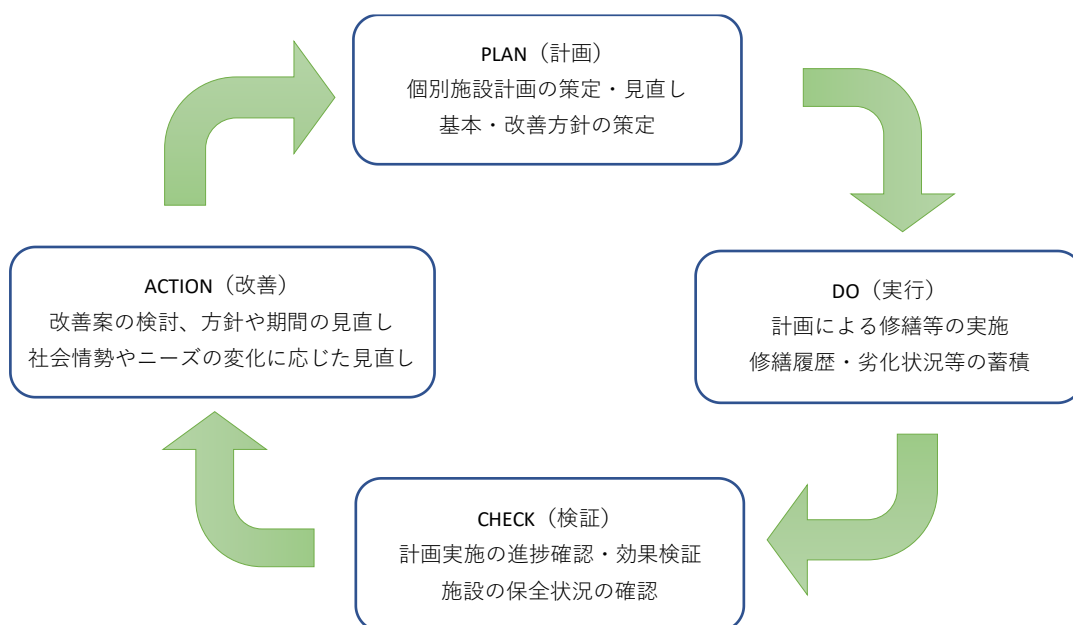 PLAN（計画）
個別施設計画の策定・見直し
基本・改善方針の策定
DO（実行）
計画による修繕等の実施
修繕履歴・劣化状況等の蓄積
CHECK（検証）
計画実施の進捗確認・効果検証
施設の保全状況の確認
ACTION（改善）
改善案の検討、方針や期間の見直し
社会情勢やニーズの変化に応じた見直し